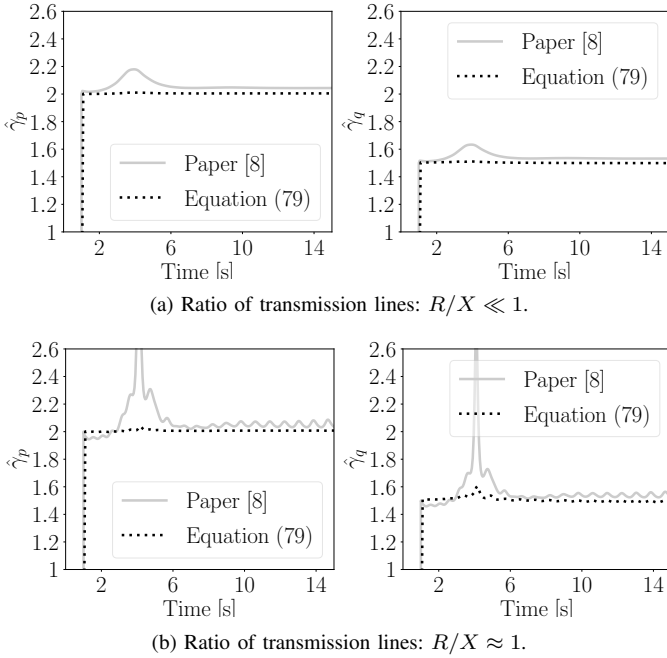 2.6
2.4
2.2
2
1.8
1.6
1.4
1.2
1
γ̂p
Paper [8]
Equation (79)
2 6 10 14
Time [s]
2.6
2.4
2.2
2
1.8
1.6
1.4
1.2
1
γ̂q
Paper [8]
Equation (79)
2 6 10 14
Time [s]
(a) Ratio of transmission lines: R/X ≪ 1.
2.6
2.4
2.2
2
1.8
1.6
1.4
1.2
1
γ̂p
Paper [8]
Equation (79)
2 6 10 14
Time [s]
2.6
2.4
2.2
2
1.8
1.6
1.4
1.2
1
γ̂q
Paper [8]
Equation (79)
2 6 10 14
Time [s]
(b) Ratio of transmission lines: R/X ≈ 1.